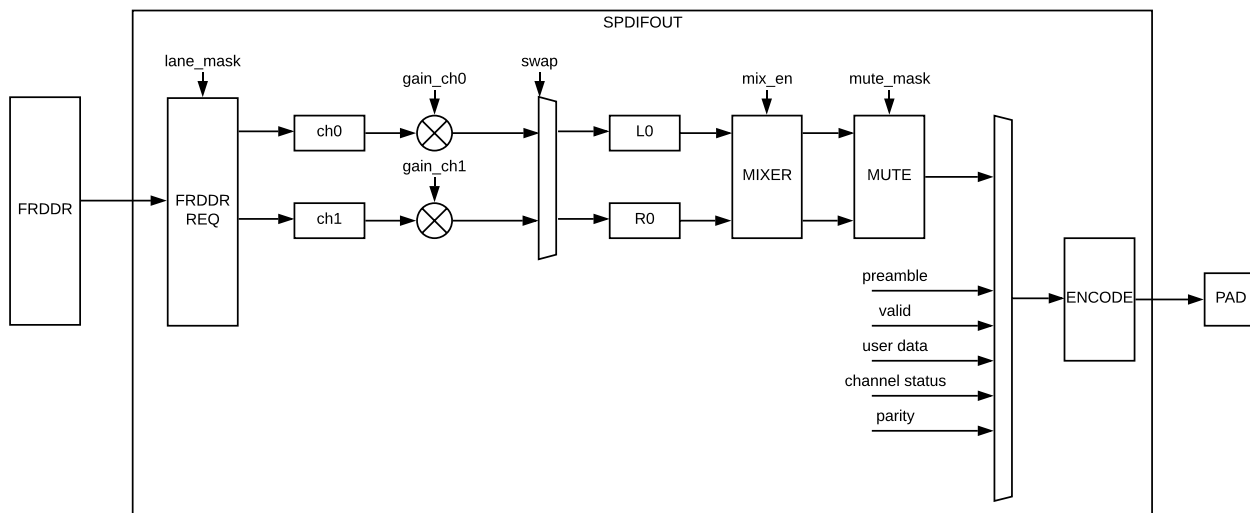 SPDIFOUT
lane_mask
gain_ch0
swap
mix_en
mute_mask
ch0
L0
gain_ch1
FRDDR
FRDDR
REQ
MIXER
MUTE
ch1
R0
preamble
valid
user data
channel status
parity
ENCODE
PAD